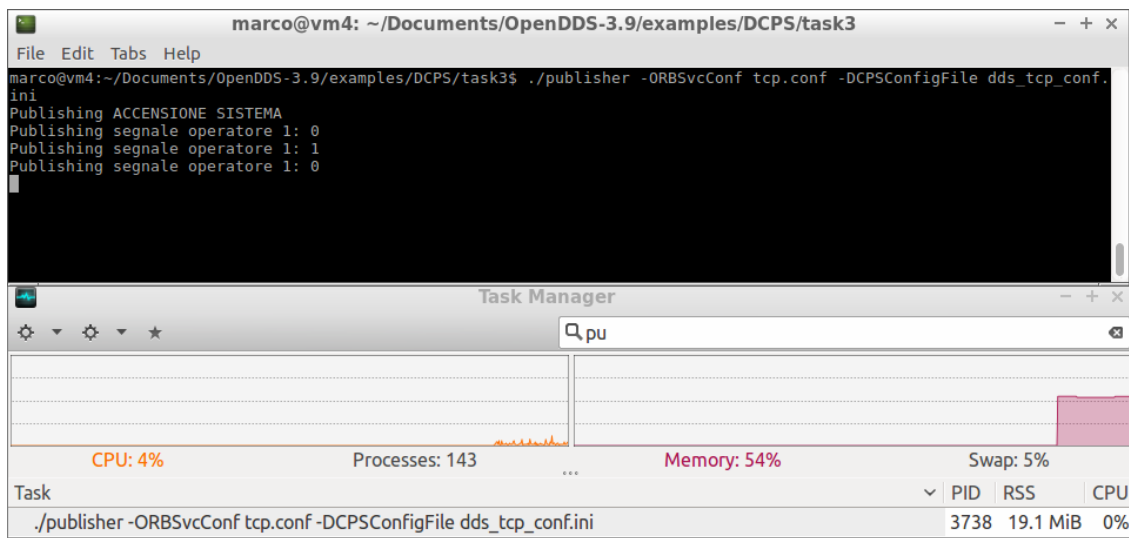 marco@vm4: ~/Documents/OpenDDS-3.9/examples/DCPS/task3
File Edit Tabs Help
marco@vm4:~/Documents/OpenDDS-3.9/examples/DCPS/task3$ ./publisher -ORBSvcConf tcp.conf -DCPSConfigFile dds_tcp_conf.
ini
Publishing ACCENSIONE SISTEMA
Publishing segnale operatore 1: 0
Publishing segnale operatore 1: 1
Publishing segnale operatore 1: 0
Task Manager
pu
CPU: 4% Processes: 143 Memory: 54% Swap: 5%
Task PID RSS CPU
./publisher -ORBSvcConf tcp.conf -DCPSConfigFile dds_tcp_conf.ini 3738 19.1 MiB 0%